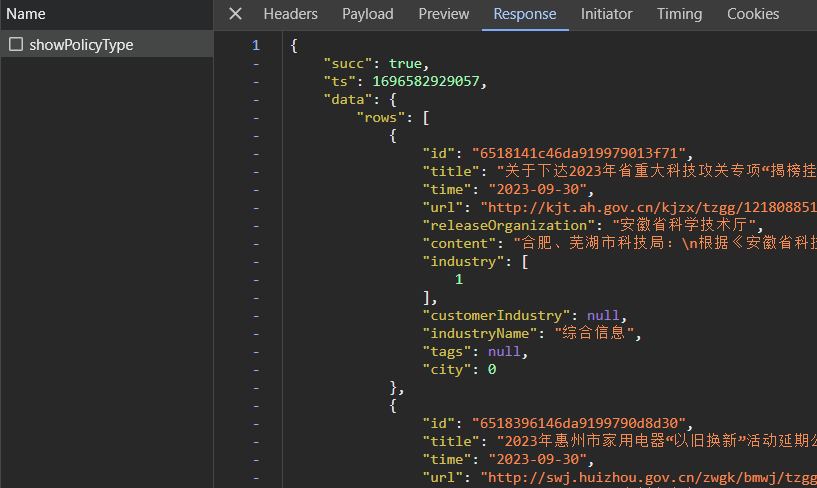 Name
Headers Payload Preview Response Initiator Timing Cookies
showPolicyType
1 {
- "succ": true,
- "ts": 1696582929057,
- "data": {
- "rows": [
- {
- "id": "6518141c46da919979013f71",
- "title": "关于下达2023年省重大科技攻关专项“揭榜挂
- "time": "2023-09-30",
- "url": "http://kjt.ah.gov.cn/kjzx/tzgg/121808851
- "releaseOrganization": "安徽省科学技术厅",
- "content": "合肥、芜湖市科技局：\n根据《安徽省科技
- "industry": [
- 1
- ],
- "customerIndustry": null,
- "industryName": "综合信息",
- "tags": null,
- "city": 0
- },
- {
- "id": "6518396146da9199790d8d30",
- "title": "2023年惠州市家用电器“以旧换新”活动延期公
- "time": "2023-09-30",
- "url": "http://swj.huizhou.gov.cn/zwgk/bmwj/tzgg